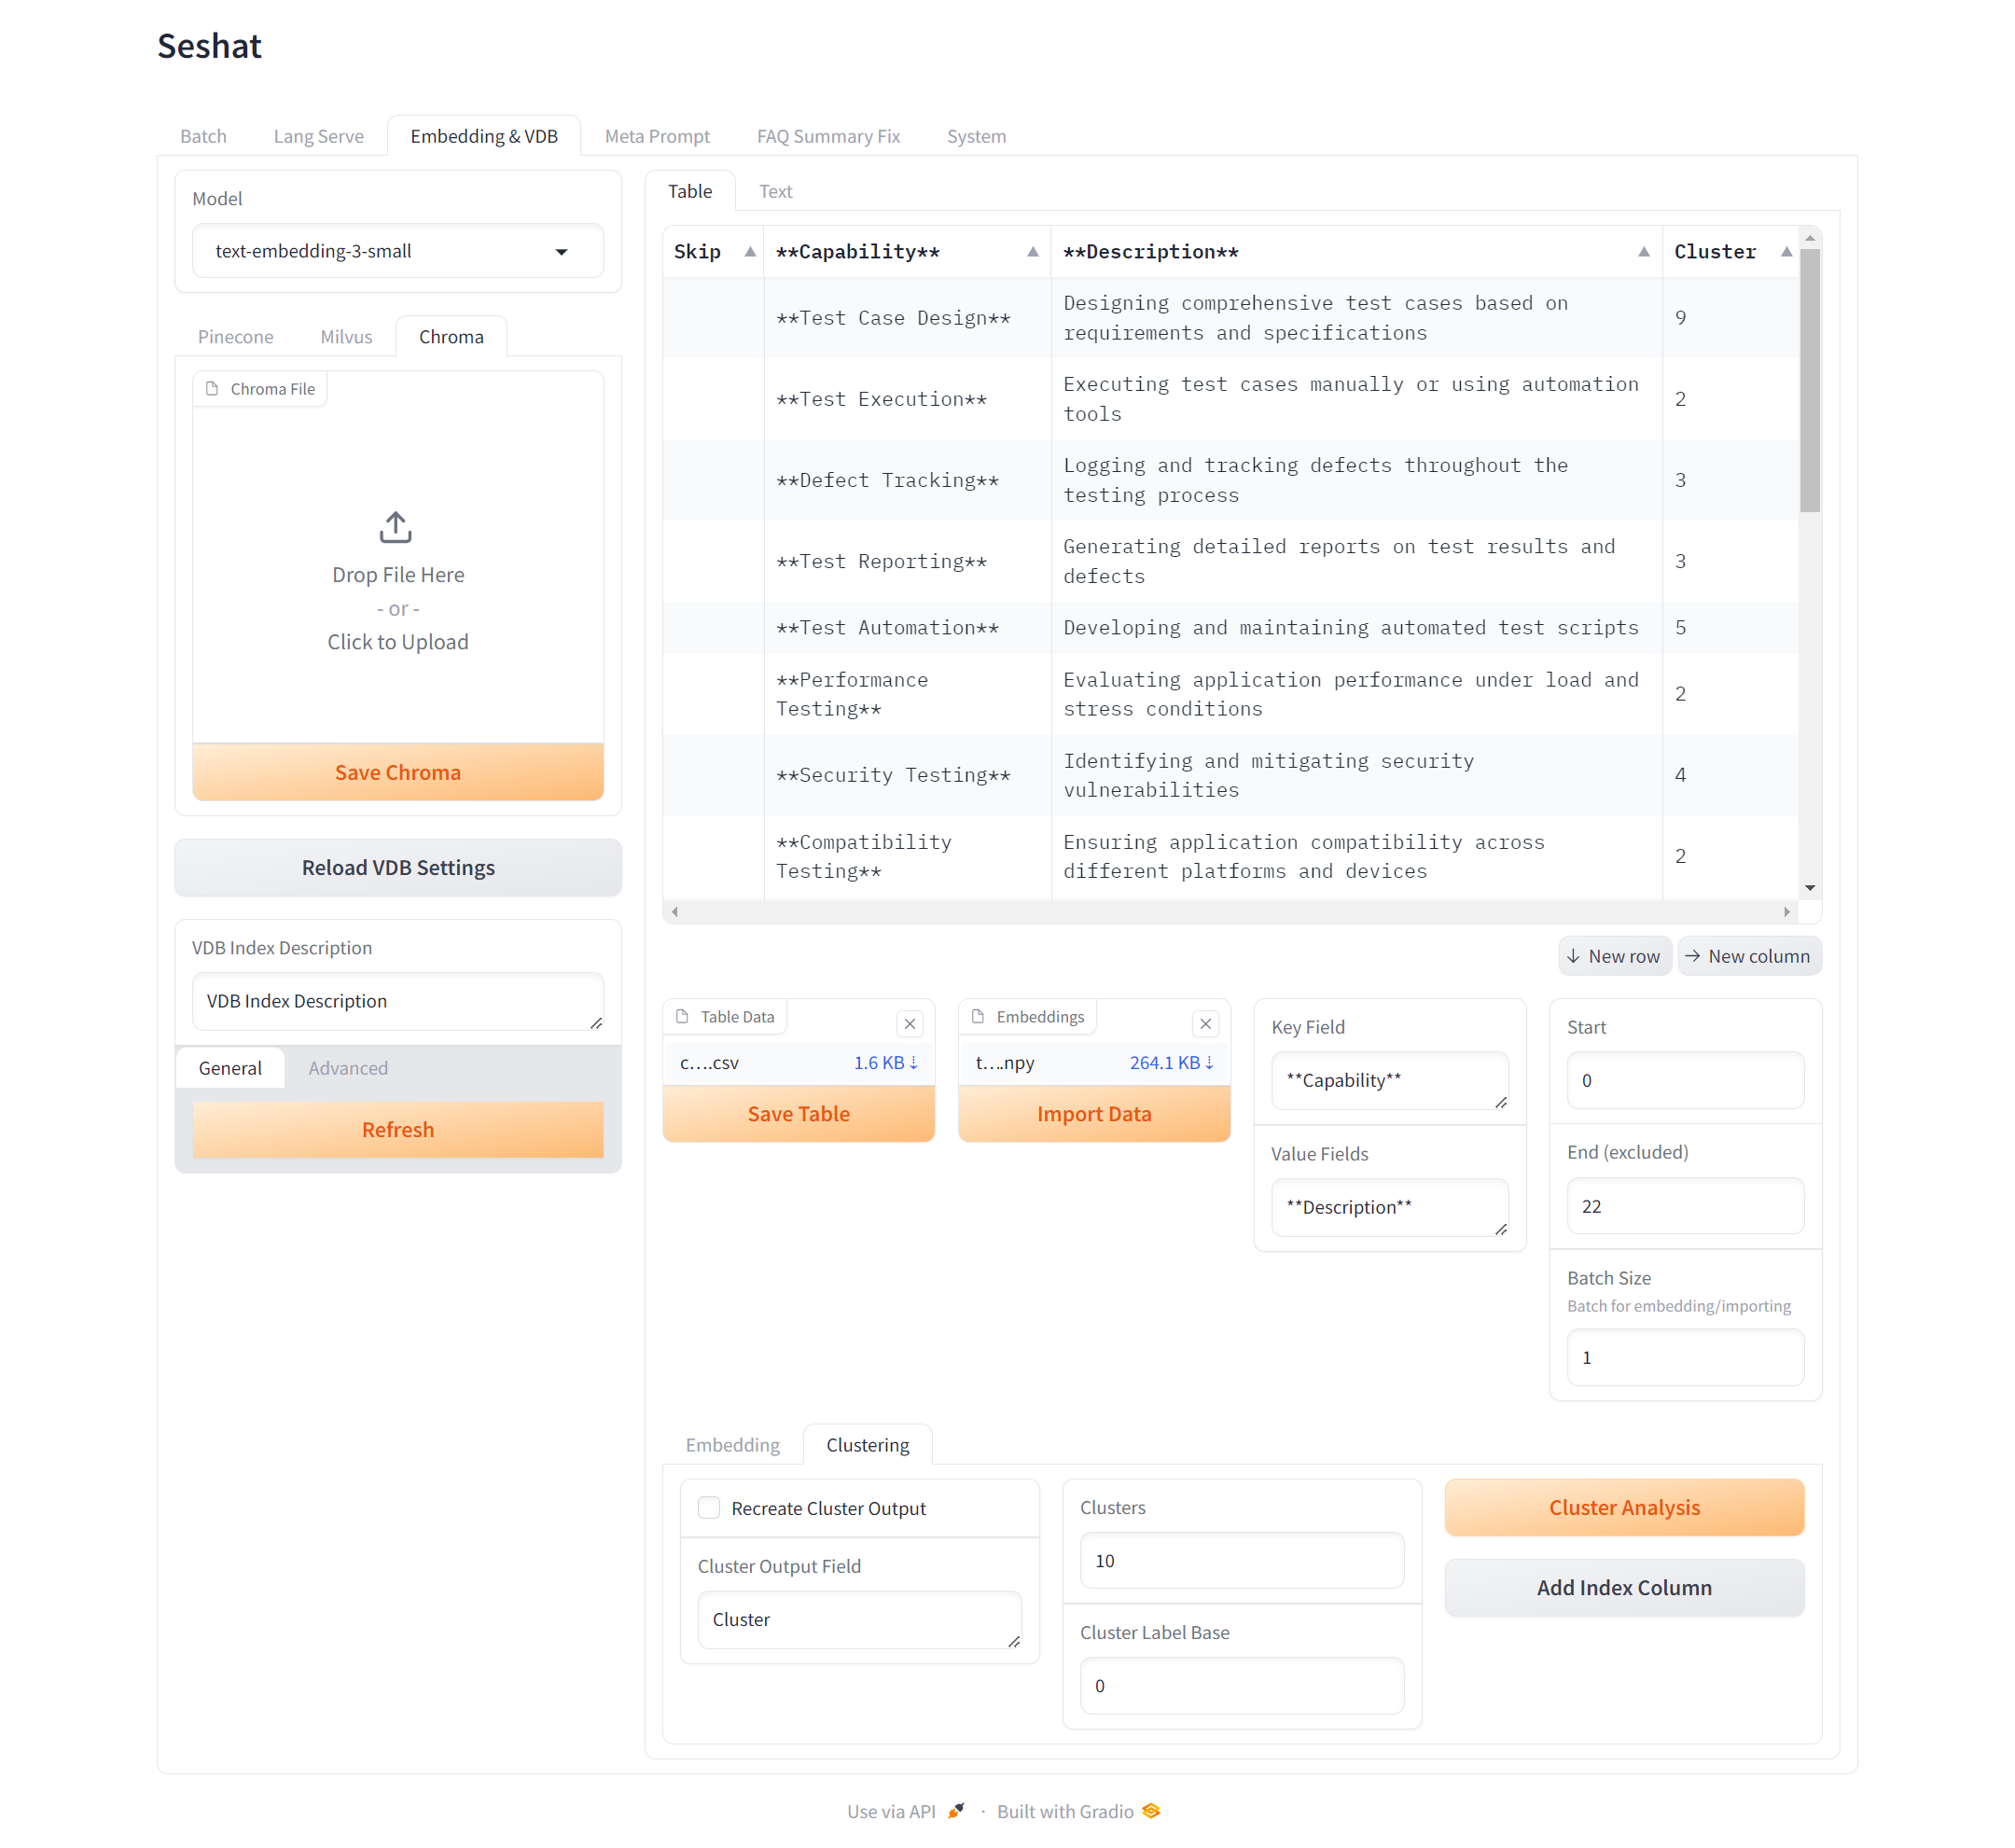 Seshat
Batch
Lang Serve
Embedding & VDB
Meta Prompt
FAQ Summary Fix
System
Model
text-embedding-3-small
Pinecone
Milvus
Chroma
Chroma File
Drop File Here
- or -
Click to Upload
Save Chroma
Reload VDB Settings
VDB Index Description
VDB Index Description
General
Advanced
Refresh
Table
Text
Skip
**Capability**
**Description**
Cluster
**Test Case Design**
Designing comprehensive test cases based on
requirements and specifications
9
**Test Execution**
Executing test cases manually or using automation
tools
2
**Defect Tracking**
Logging and tracking defects throughout the
testing process
3
**Test Reporting**
Generating detailed reports on test results and
defects
3
**Test Automation**
Developing and maintaining automated test scripts
5
**Performance
Testing**
Evaluating application performance under load and
stress conditions
2
**Security Testing**
Identifying and mitigating security
vulnerabilities
4
**Compatibility
Testing**
Ensuring application compatibility across
different platforms and devices
2
New row
New column
Table Data
c....csv
1.6 KB ⇣
Save Table
Embeddings
t....npy
264.1 KB ⇣
Import Data
Key Field
**Capability**
Value Fields
**Description**
Start
0
End (excluded)
22
Batch Size
Batch for embedding/importing
1
Embedding
Clustering
Recreate Cluster Output
Cluster Output Field
Cluster
Clusters
10
Cluster Label Base
0
Cluster Analysis
Add Index Column
Use via API
·
Built with Gradio